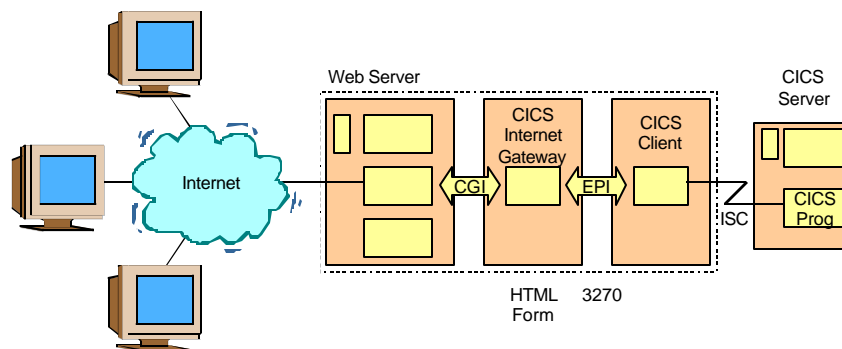 Web Server
CICS
Server
CICS
Internet
Gateway
CICS
Client
Internet
CGI
EPI
CICS
Prog
ISC
HTML
Form
3270